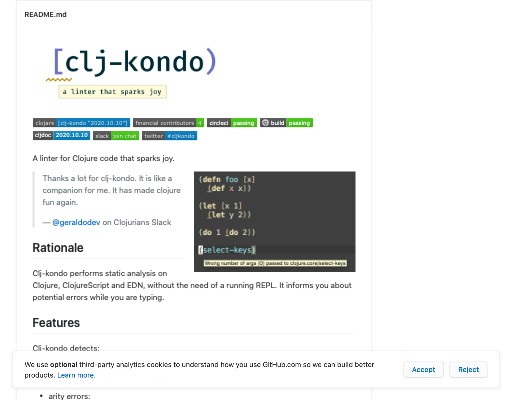 README.md
[clj-kondo)
a linter that sparks joy
clojars [clj-kondo "2020.10.10"] financial contributors 4 circleci passing build passing
cljdoc 2020.10.10 slack join chat twitter #cljkondo
A linter for Clojure code that sparks joy.
Thanks a lot for clj-kondo. It is like a
companion for me. It has made clojure
fun again.
— @geraldodev on Clojurians Slack
(defn foo [x]
(def x x))
(let [x 1]
(let y 2))
(do 1 (do 2))
(select-keys)
Wrong number of args (0) passed to clojure.core/select-keys
Rationale
Clj-kondo performs static analysis on
Clojure, ClojureScript and EDN, without the need of a running REPL. It informs you about
potential errors while you are typing.
Features
Clj-kondo detects:
We use optional third-party analytics cookies to understand how you use GitHub.com so we can build better
products. Learn more.
Accept
Reject
• arity errors: